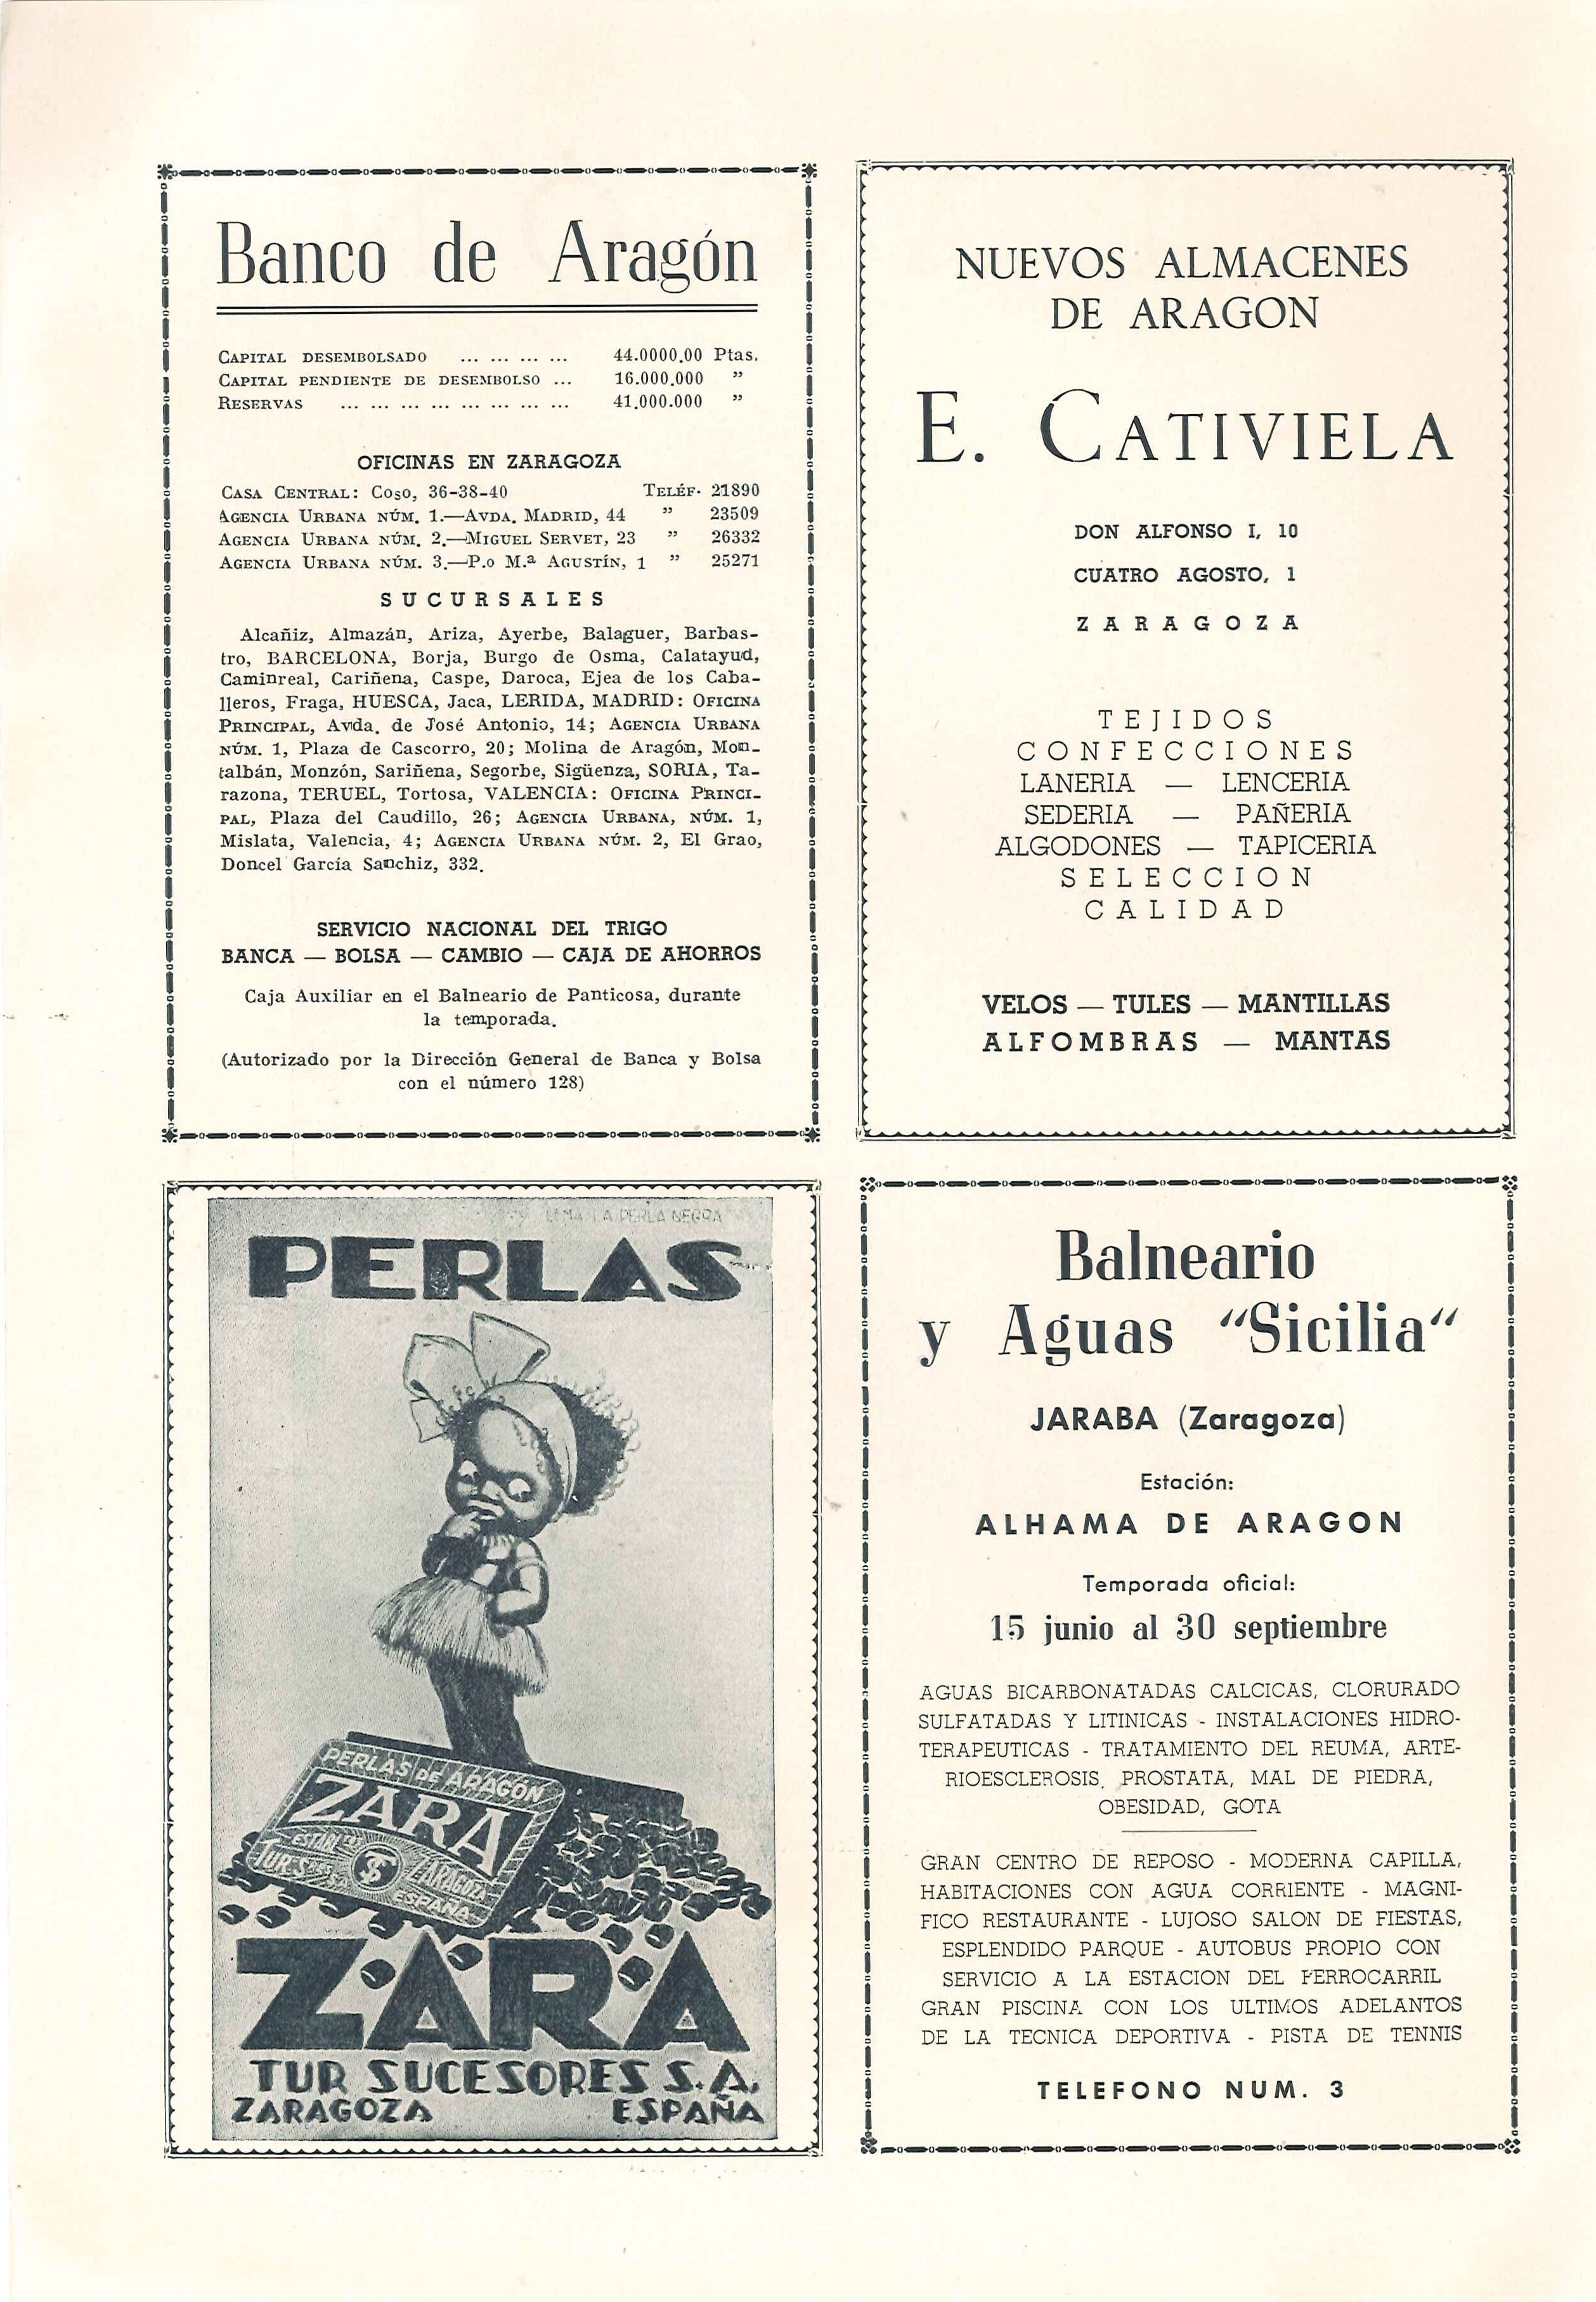 Banco de Aragón
CAPITAL DESEMBOLSADO ... ... ... ... 44.0000.00 Ptas.
CAPITAL PENDIENTE DE DESEMBOLSO ... 16.000.000 ”
RESERVAS ... ... ... ... ... ... ... ... 41.000.000 ”
OFICINAS EN ZARAGOZA
CASA CENTRAL: Coso, 36-38-40 TELÉF. 21890
AGENCIA URBANA NÚM. 1.—AVDA. MADRID, 44 ” 23509
AGENCIA URBANA NÚM. 2.—MIGUEL SERVET, 23 ” 26332
AGENCIA URBANA NÚM. 3.—P.o M.ª AGUSTÍN, 1 ” 25271
SUCURSALES
Alcañiz, Almazán, Ariza, Ayerbe, Balaguer, Barbas-
tro, BARCELONA, Borja, Burgo de Osma, Calatayud,
Caminreal, Cariñena, Caspe, Daroca, Ejea de los Caba-
lleros, Fraga, HUESCA, Jaca, LERIDA, MADRID: OFICINA
PRINCIPAL, Avda. de José Antonio, 14; AGENCIA URBANA
NÚM. 1, Plaza de Cascorro, 20; Molina de Aragón, Mon-
talbán, Monzón, Sariñena, Segorbe, Sigüenza, SORIA, Ta-
razona, TERUEL, Tortosa, VALENCIA: OFICINA PRINCI-
PAL, Plaza del Caudillo, 26; AGENCIA URBANA, NÚM. 1,
Mislata, Valencia, 4; AGENCIA URBANA NÚM. 2, El Grao,
Doncel García Sanchiz, 332.
SERVICIO NACIONAL DEL TRIGO
BANCA — BOLSA — CAMBIO — CAJA DE AHORROS
Caja Auxiliar en el Balneario de Panticosa, durante
la temporada.
(Autorizado por la Dirección General de Banca y Bolsa
con el número 128)
NUEVOS ALMACENES
DE ARAGON
E. CATIVIELA
DON ALFONSO I, 10
CUATRO AGOSTO, 1
ZARAGOZA
TEJIDOS
CONFECCIONES
LANERIA — LENCERIA
SEDERIA — PAÑERIA
ALGODONES — TAPICERIA
SELECCION
CALIDAD
VELOS — TULES — MANTILLAS
ALFOMBRAS — MANTAS
LEMA LA PERLA NEGRA
PERLAS
PERLAS DE ARAGÓN
ZARA
TUR SES
ZARAGOZA
ESPAÑA
ZARA
TUR SUCESORES S.A.
ZARAGOZA ESPAÑA
Balneario
y Aguas “Sicilia“
JARABA (Zaragoza)
Estación:
ALHAMA DE ARAGON
Temporada oficial:
15 junio al 30 septiembre
AGUAS BICARBONATADAS CALCICAS, CLORURADO
SULFATADAS Y LITINICAS - INSTALACIONES HIDRO-
TERAPEUTICAS - TRATAMIENTO DEL REUMA, ARTE-
RIOESCLEROSIS, PROSTATA, MAL DE PIEDRA,
OBESIDAD, GOTA
GRAN CENTRO DE REPOSO - MODERNA CAPILLA,
HABITACIONES CON AGUA CORRIENTE - MAGNI-
FICO RESTAURANTE - LUJOSO SALON DE FIESTAS,
ESPLENDIDO PARQUE - AUTOBUS PROPIO CON
SERVICIO A LA ESTACION DEL FERROCARRIL
GRAN PISCINA CON LOS ULTIMOS ADELANTOS
DE LA TECNICA DEPORTIVA - PISTA DE TENNIS
TELEFONO NUM. 3